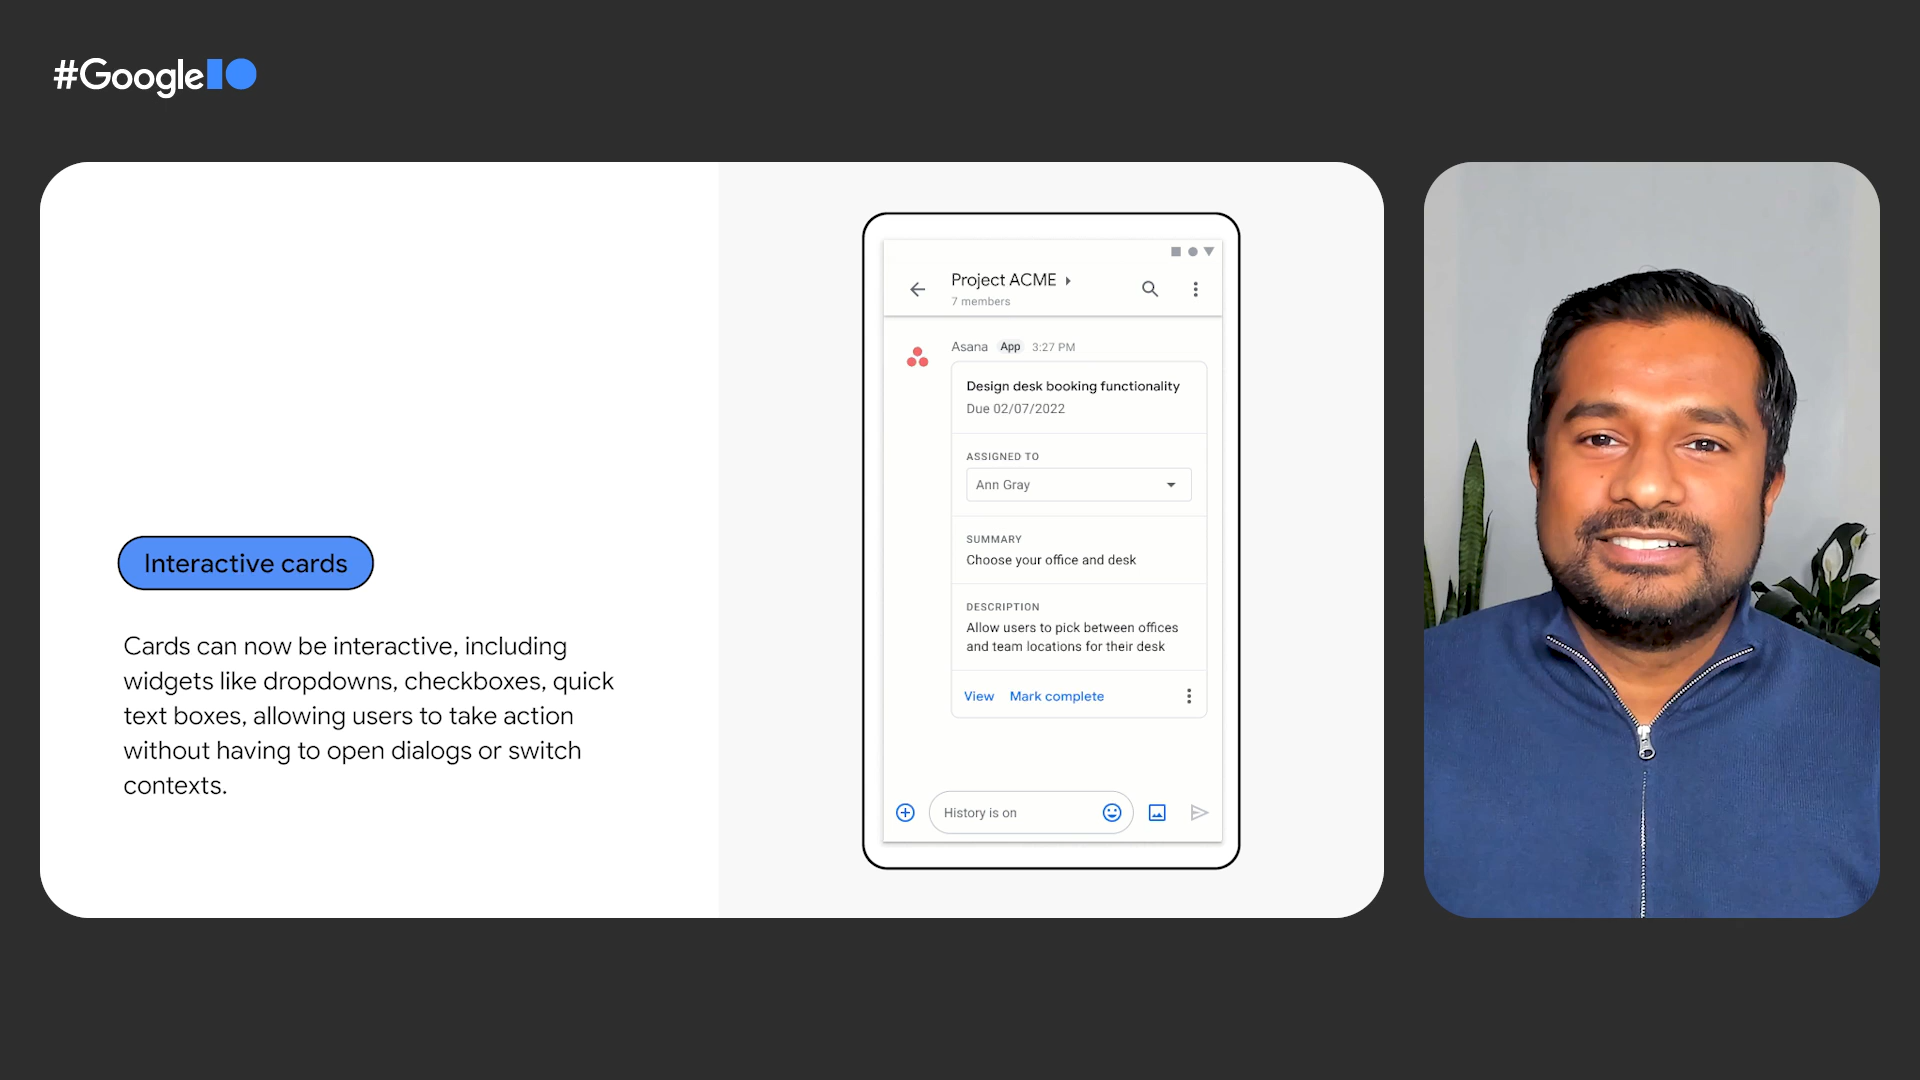 #GoogleIO
Interactive cards
Cards can now be interactive, including
widgets like dropdowns, checkboxes, quick
text boxes, allowing users to take action
without having to open dialogs or switch
contexts.
Project ACME
7 members
Asana App 3:27 PM
Design desk booking functionality
Due 02/07/2022
ASSIGNED TO
Ann Gray
SUMMARY
Choose your office and desk
DESCRIPTION
Allow users to pick between offices
and team locations for their desk
View Mark complete
History is on